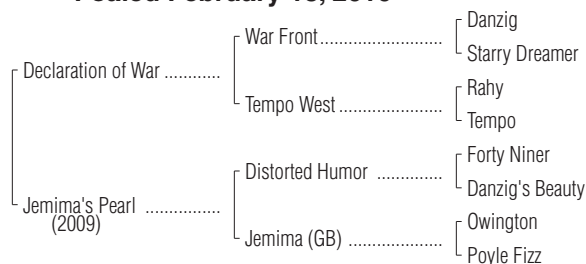 Danzig
War Front..........................
Starry Dreamer
Declaration of War ............
Rahy
Tempo West ......................
Tempo
Forty Niner
Distorted Humor ..............
Danzig's Beauty
Jemima's Pearl ................
(2009)
Owington
Jemima (GB) ....................
Poyle Fizz